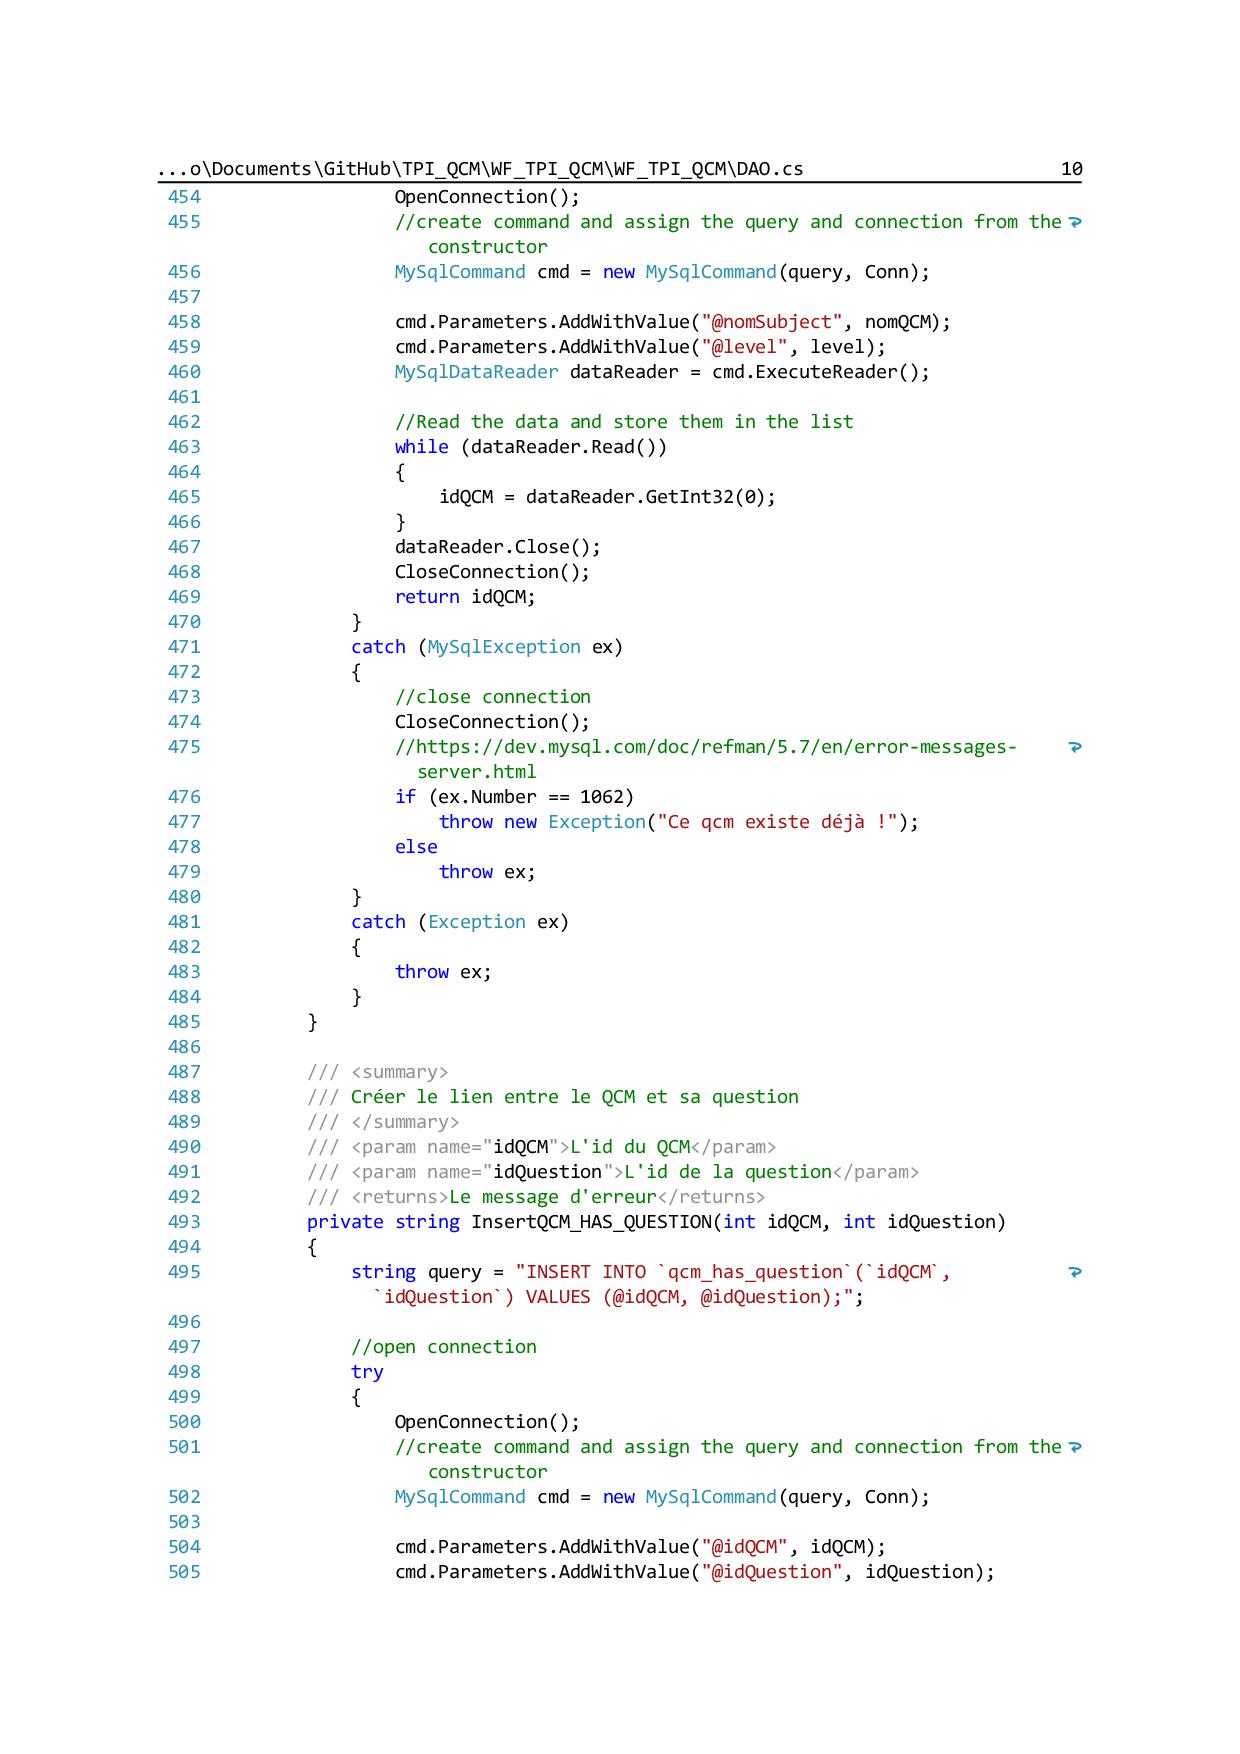 ...o\Documents\GitHub\TPI_QCM\WF_TPI_QCM\WF_TPI_QCM\DAO.cs 10
454 OpenConnection();
455 //create command and assign the query and connection from the
constructor
456 MySqlCommand cmd = new MySqlCommand(query, Conn);
457
458 cmd.Parameters.AddWithValue("@nomSubject", nomQCM);
459 cmd.Parameters.AddWithValue("@level", level);
460 MySqlDataReader dataReader = cmd.ExecuteReader();
461
462 //Read the data and store them in the list
463 while (dataReader.Read())
464 {
465 idQCM = dataReader.GetInt32(0);
466 }
467 dataReader.Close();
468 CloseConnection();
469 return idQCM;
470 }
471 catch (MySqlException ex)
472 {
473 //close connection
474 CloseConnection();
475 //https://dev.mysql.com/doc/refman/5.7/en/error-messages-
server.html
476 if (ex.Number == 1062)
477 throw new Exception("Ce qcm existe déjà !");
478 else
479 throw ex;
480 }
481 catch (Exception ex)
482 {
483 throw ex;
484 }
485 }
486
487 /// <summary>
488 /// Créer le lien entre le QCM et sa question
489 /// </summary>
490 /// <param name="idQCM">L'id du QCM</param>
491 /// <param name="idQuestion">L'id de la question</param>
492 /// <returns>Le message d'erreur</returns>
493 private string InsertQCM_HAS_QUESTION(int idQCM, int idQuestion)
494 {
495 string query = "INSERT INTO `qcm_has_question`(`idQCM`,
`idQuestion`) VALUES (@idQCM, @idQuestion);";
496
497 //open connection
498 try
499 {
500 OpenConnection();
501 //create command and assign the query and connection from the
constructor
502 MySqlCommand cmd = new MySqlCommand(query, Conn);
503
504 cmd.Parameters.AddWithValue("@idQCM", idQCM);
505 cmd.Parameters.AddWithValue("@idQuestion", idQuestion);